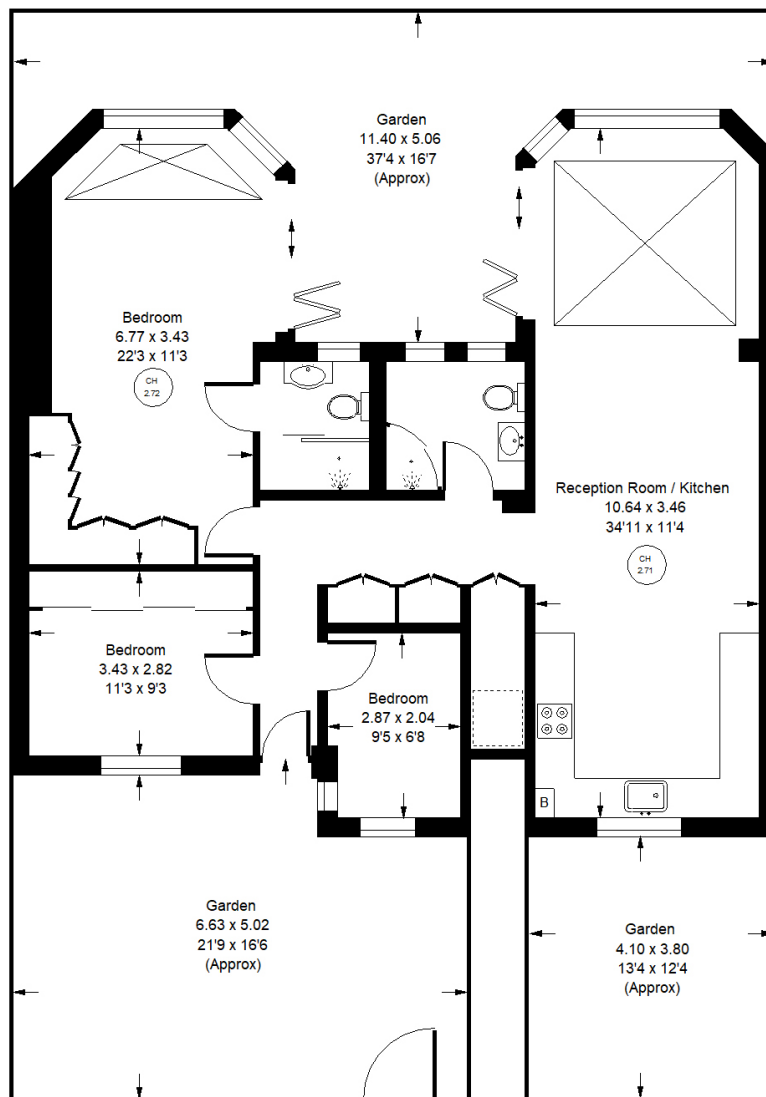 Garden
11.40 x 5.06
37'4 x 16'7
(Approx)
Bedroom
6.77 x 3.43
22'3 x 11'3
CH
2.72
Reception Room / Kitchen
10.64 x 3.46
34'11 x 11'4
CH
2.71
Bedroom
3.43 x 2.82
11'3 x 9'3
Bedroom
2.87 x 2.04
9'5 x 6'8
B
Garden
6.63 x 5.02
21'9 x 16'6
(Approx)
Garden
4.10 x 3.80
13'4 x 12'4
(Approx)